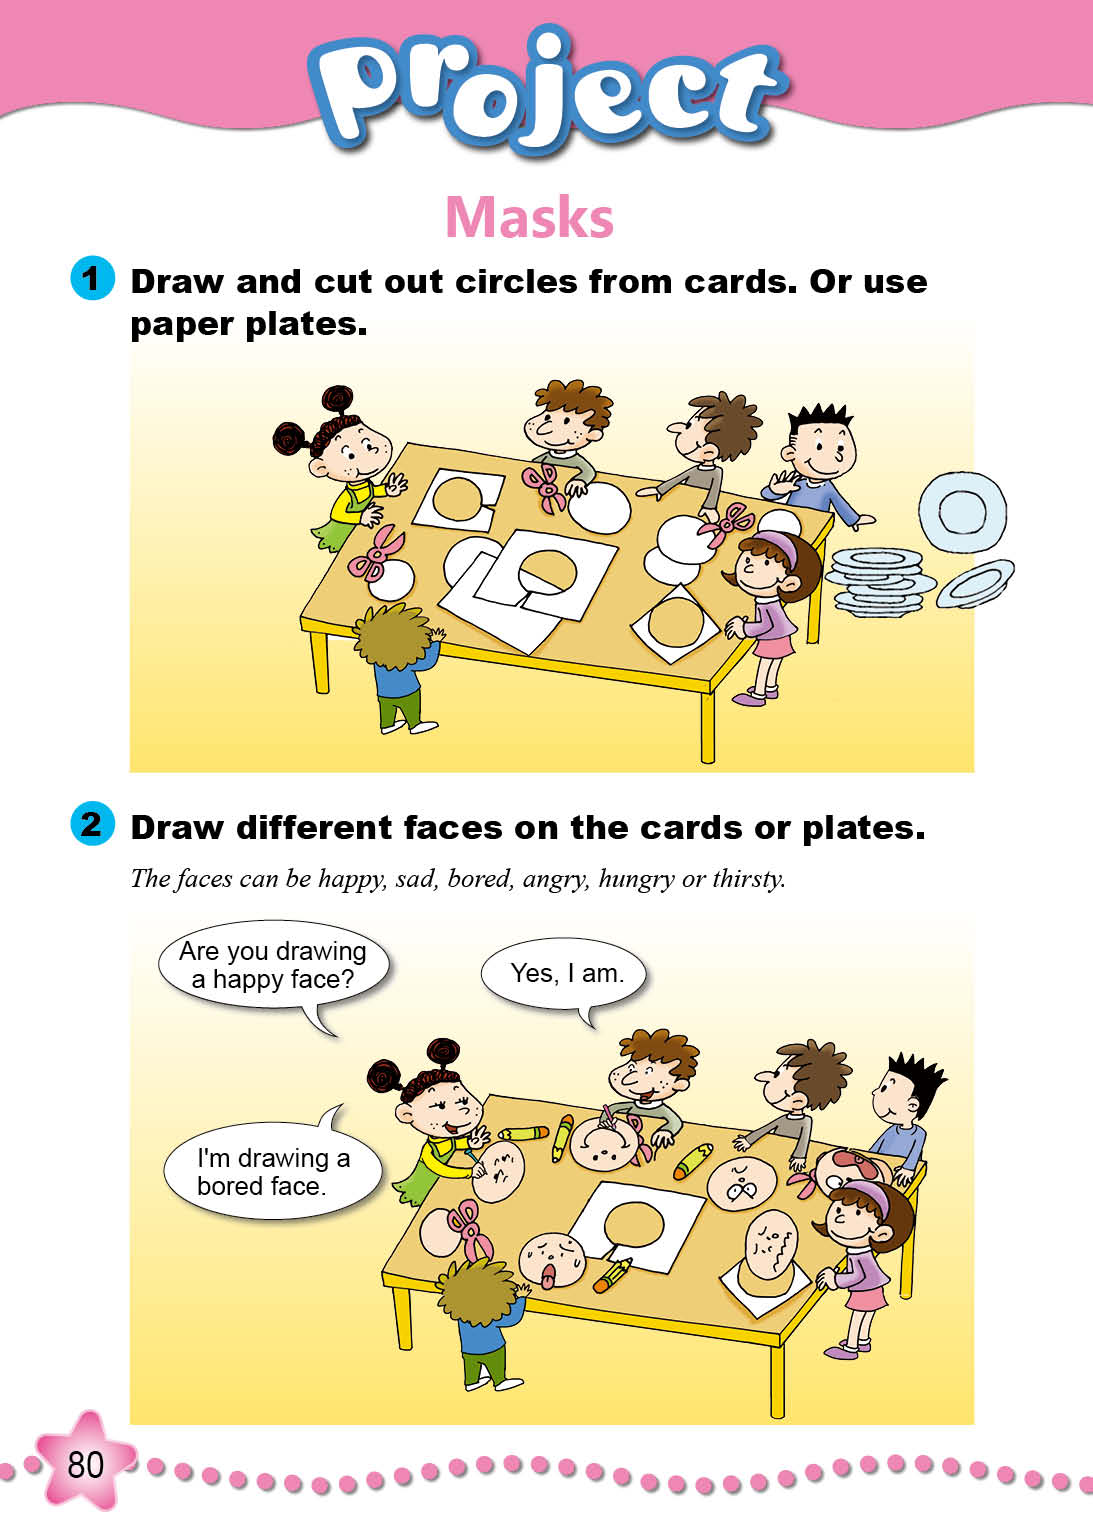 project
Masks
1 Draw and cut out circles from cards. Or use
paper plates.
2 Draw different faces on the cards or plates.
The faces can be happy, sad, bored, angry, hungry or thirsty.
Are you drawing
a happy face?
Yes, I am.
I'm drawing a
bored face.
80